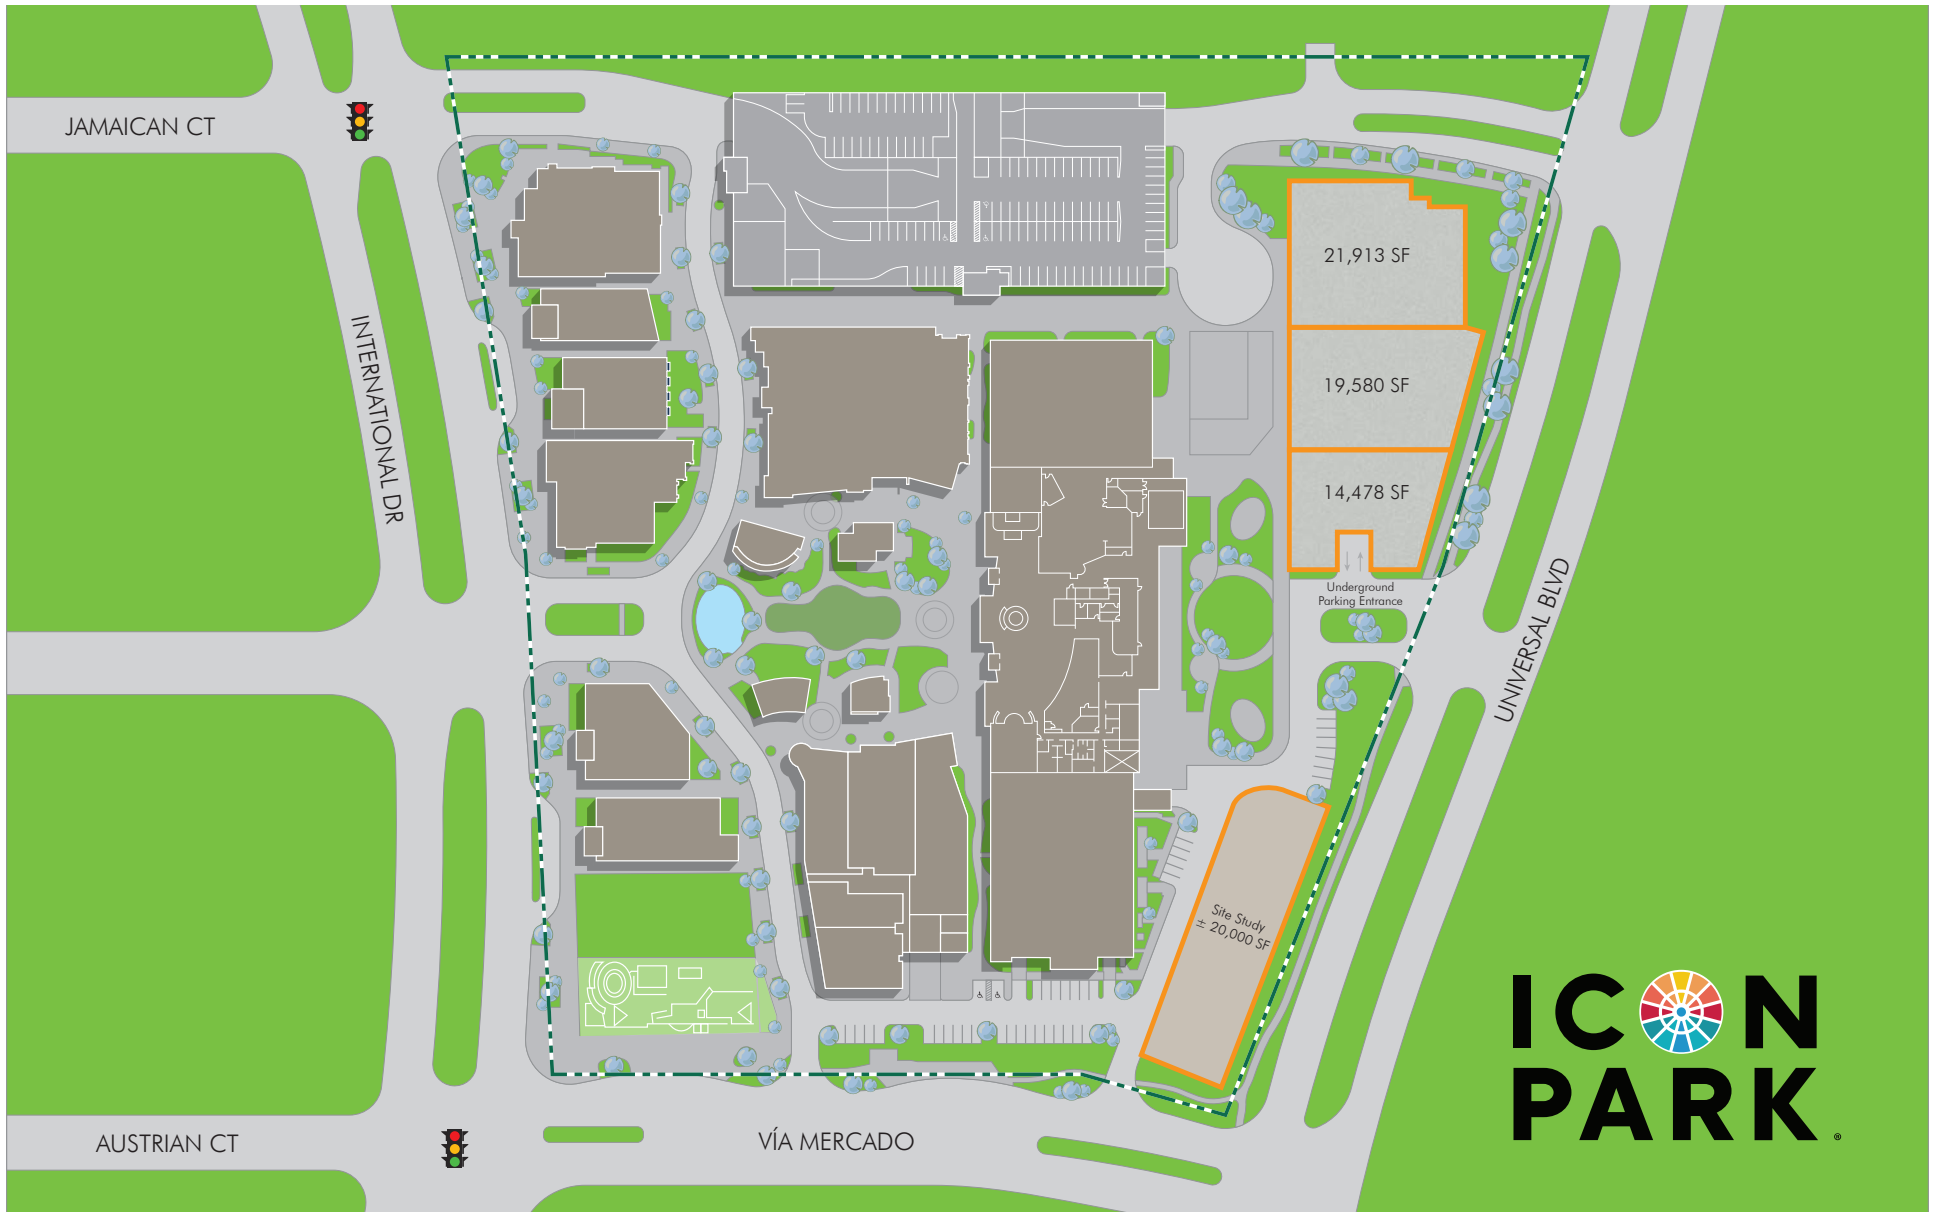 JAMAICAN CT
INTERNATIONAL DR
21,913 SF
19,580 SF
14,478 SF
Underground
Parking Entrance
UNIVERSAL BLVD
Site Study
± 20,000 SF
ICON
PARK®
AUSTRIAN CT
VÍA MERCADO